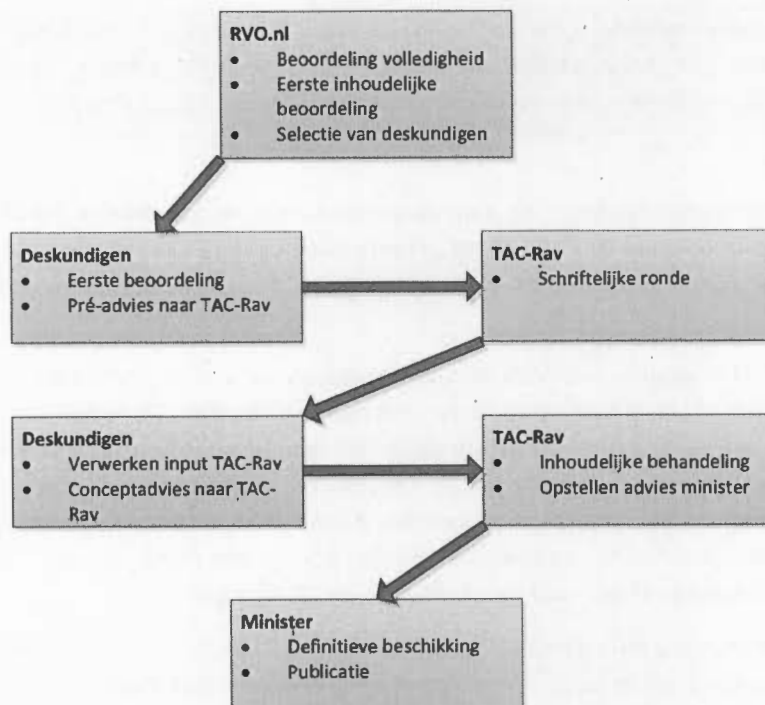 RVO.nl
• Beoordeling volledigheid
• Eerste inhoudelijke
beoordeling
• Selectie van deskundigen
Deskundigen
• Eerste beoordeling
• Pré-advies naar TAC-Rav
TAC-Rav
• Schriftelijke ronde
Deskundigen
• Verwerken input TAC-Rav
• Conceptadvies naar TAC-
Rav
TAC-Rav
• Inhoudelijke behandeling
• Opstellen advies minister
Minister
• Definitieve beschikking
• Publicatie